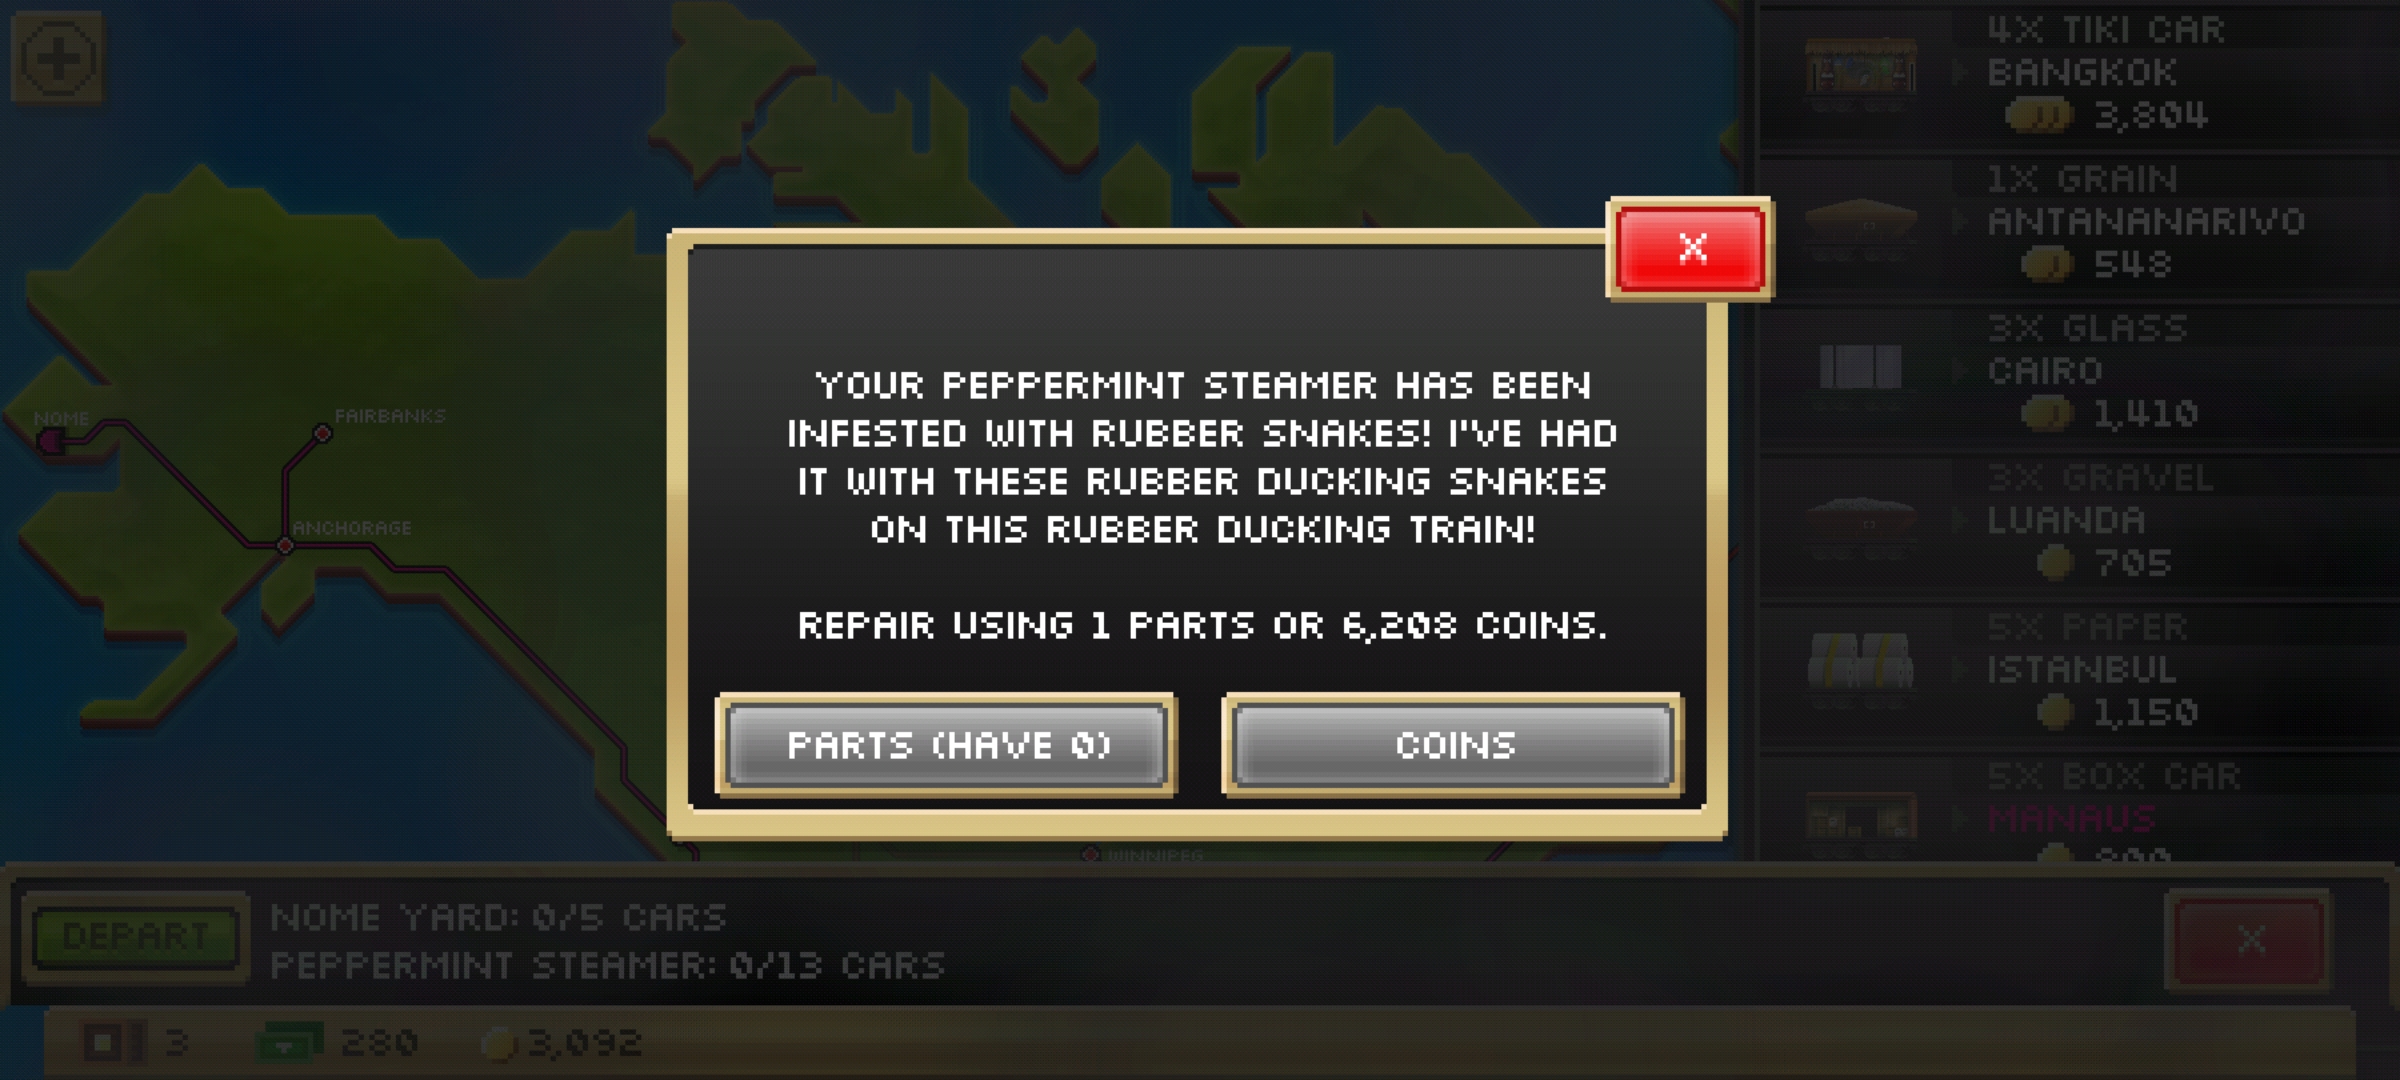 4X TIKI CAR
BANGKOK
3,804
1X GRAIN
ANTANANARIVO
548
3X GLASS
CAIRO
1,410
3X GRAVEL
LUANDA
705
5X PAPER
ISTANBUL
1,150
5X BOX CAR
MANAUS
NOME
FAIRBANKS
ANCHORAGE
WINNIPEG
X
YOUR PEPPERMINT STEAMER HAS BEEN
INFESTED WITH RUBBER SNAKES! I'VE HAD
IT WITH THESE RUBBER DUCKING SNAKES
ON THIS RUBBER DUCKING TRAIN!
REPAIR USING 1 PARTS OR 6,208 COINS.
PARTS (HAVE 0)
COINS
DEPART
NOME YARD: 0/5 CARS
PEPPERMINT STEAMER: 0/13 CARS
X
3
280
3,092